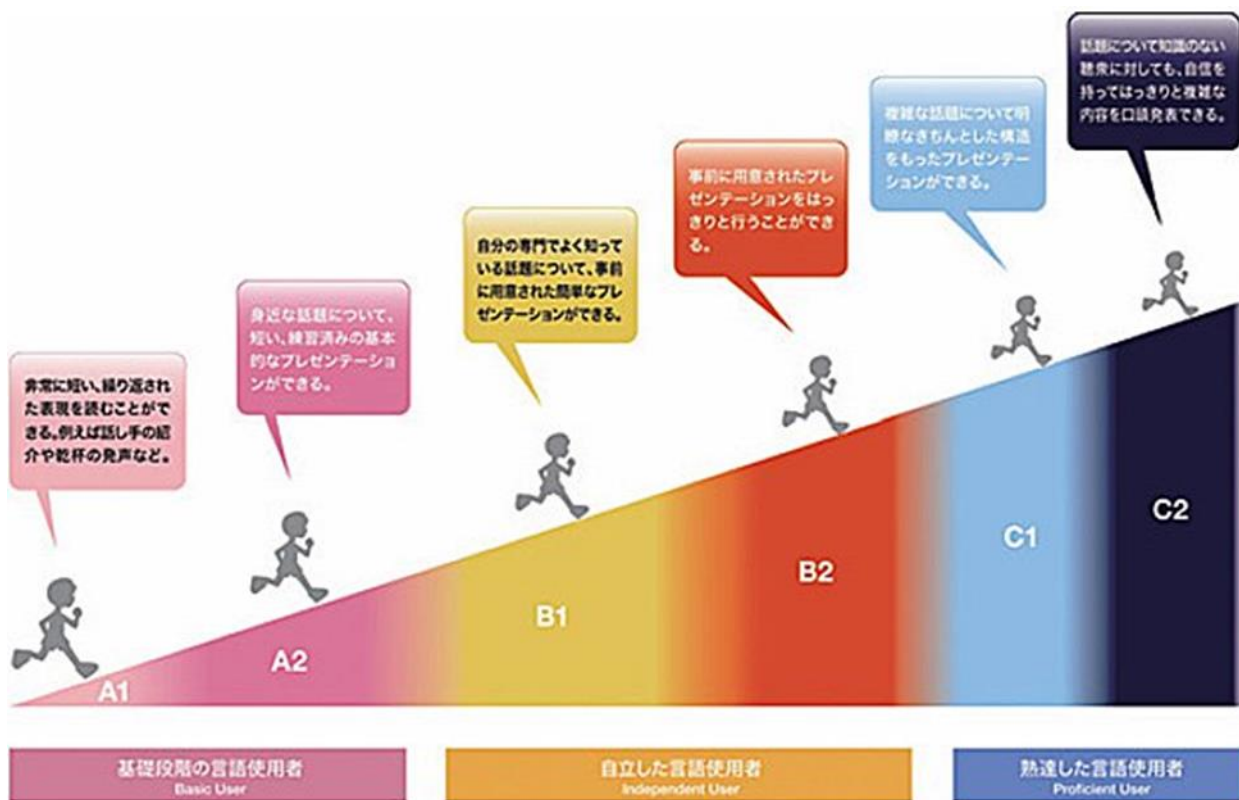 非常に短い、繰り返され
た表現を読むことがで
きる。例えば話し手の紹
介や乾杯の発声など。
身近な話題について、
短い、練習済みの基本
的なプレゼンテーショ
ンができる。
自分の専門でよく知って
いる話題について、事前
に用意された簡単なプレ
ゼンテーションができる。
事前に用意されたプレ
ゼンテーションをはっ
きりと行うことができ
る。
複雑な話題について明
瞭なきちんとした構造
をもったプレゼンテー
ションができる。
話題について知識のない
聴衆に対しても、自信を
持ってはっきりと複雑な
内容を口頭発表できる。
A1
A2
B1
B2
C1
C2
基礎段階の言語使用者
Basic User
自立した言語使用者
Independent User
熟達した言語使用者
Proficient User